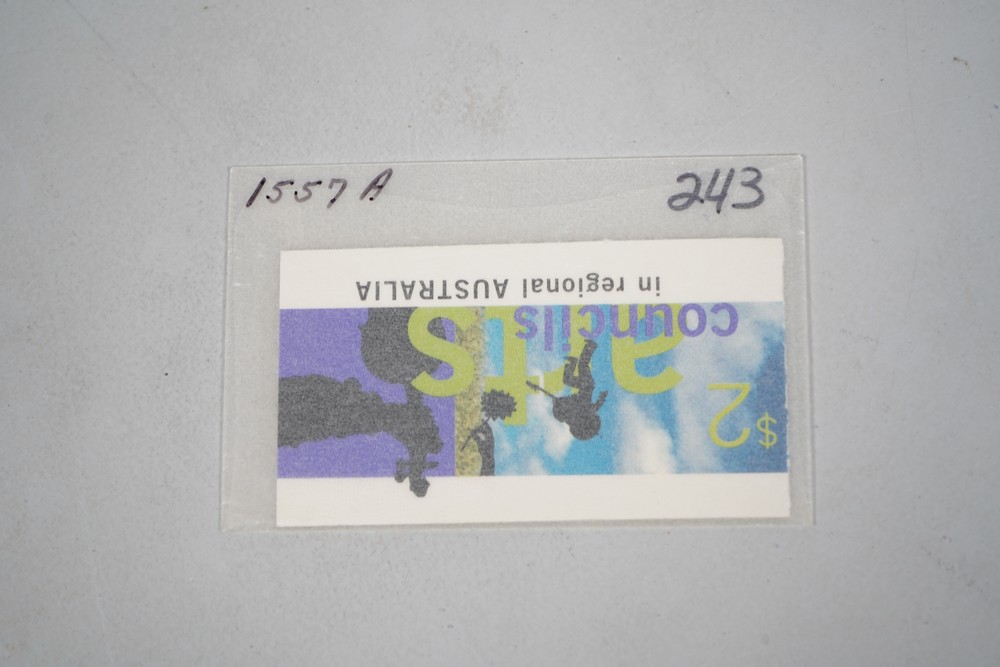 1557A 243
$2
arts
councils
in regional AUSTRALIA